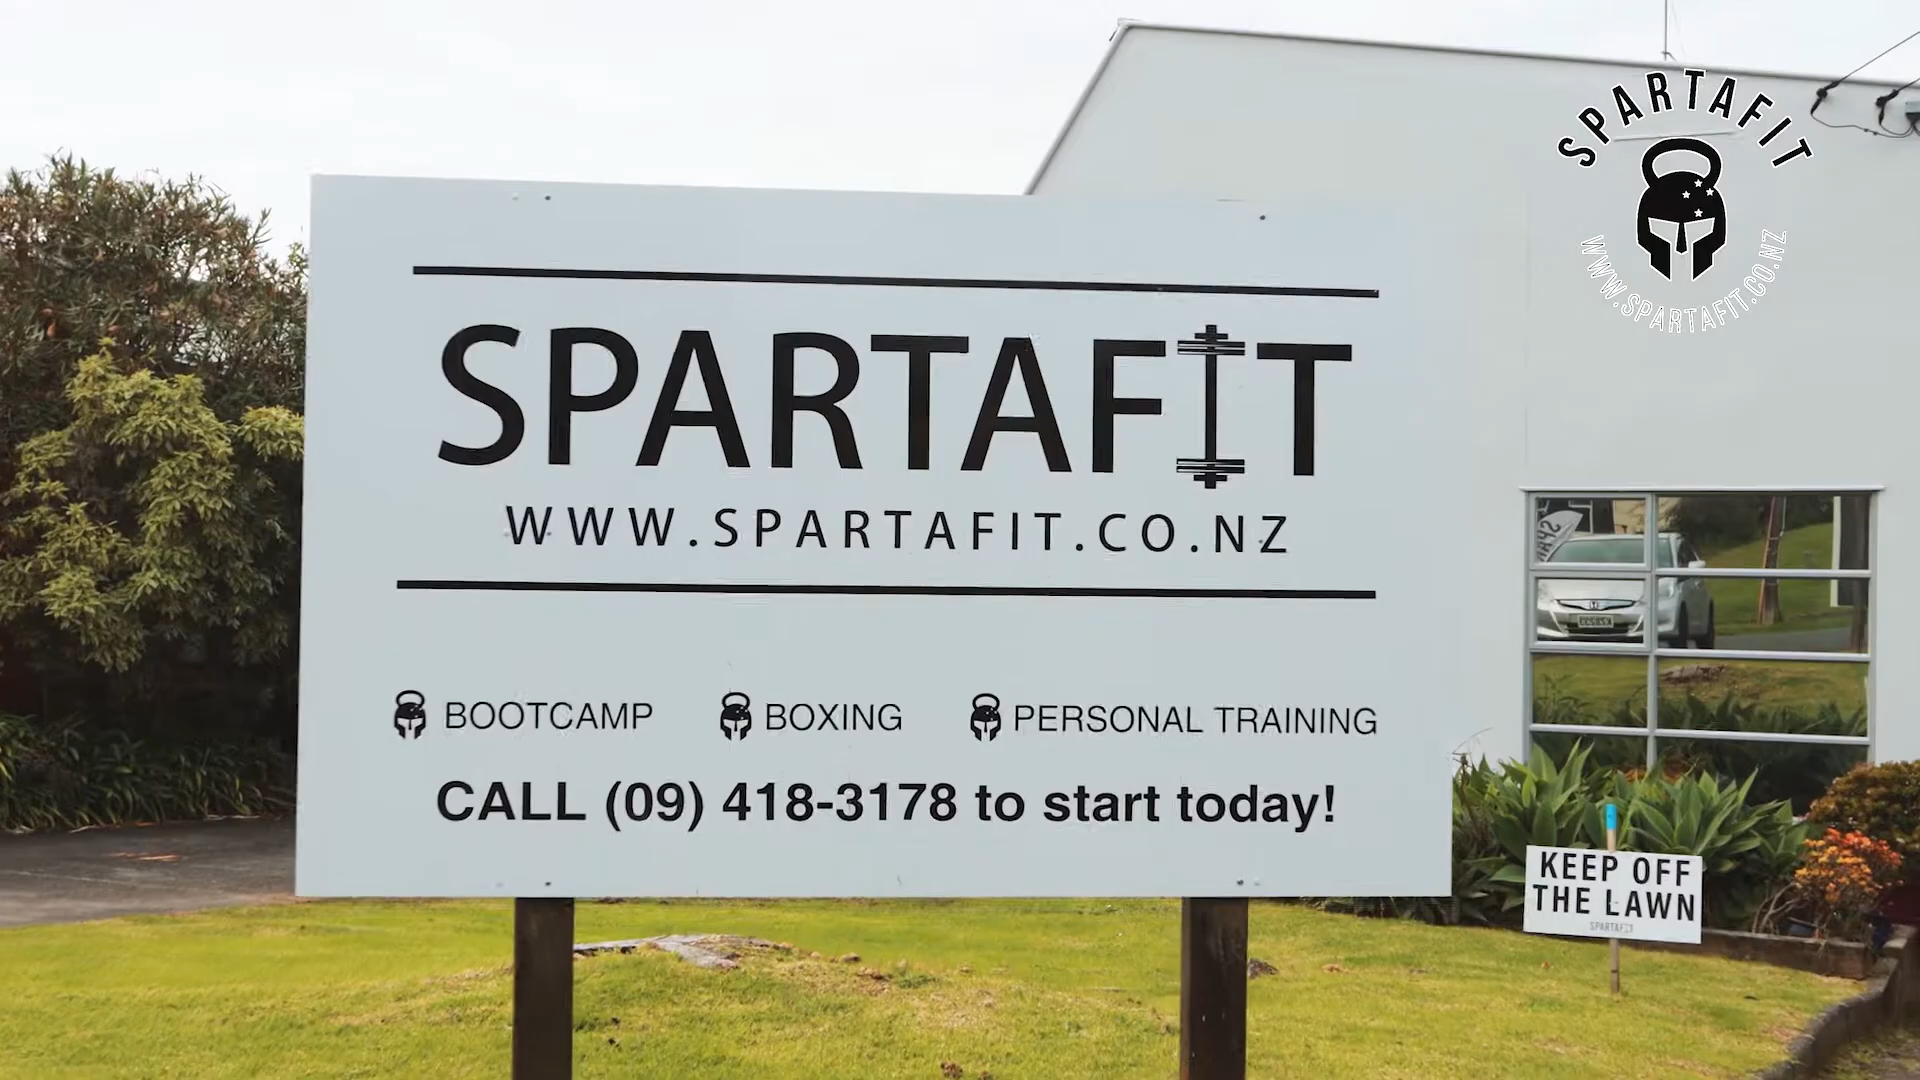 SPARTAFIT
WWW.SPARTAFIT.CO.NZ
SPARTAFIT
WWW.SPARTAFIT.CO.NZ
BOOTCAMP BOXING PERSONAL TRAINING
CALL (09) 418-3178 to start today!
KEEP OFF
THE LAWN
SPARTAFIT